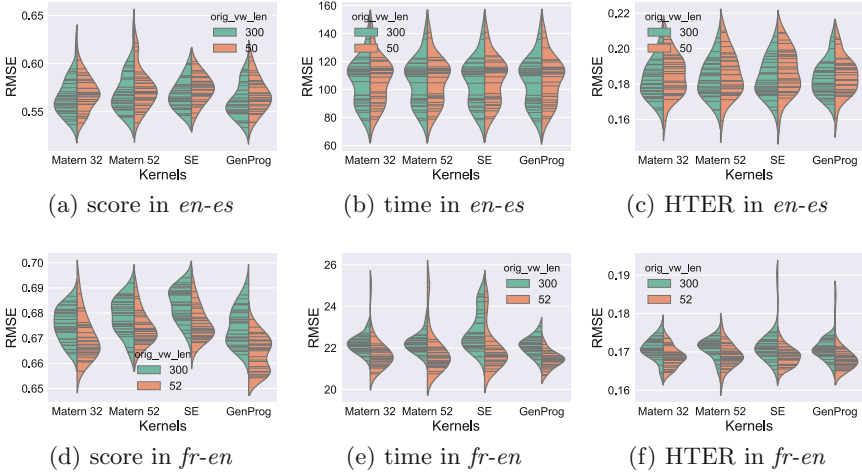 orig_vw_len
300
50
RMSE
0.65
0.60
0.55
Matern 32 Matern 52 SE GenProg
Kernels
(a) score in en-es
orig_vw_len
300
50
RMSE
160
140
120
100
80
60
Matern 32 Matern 52 SE GenProg
Kernels
(b) time in en-es
orig_vw_len
300
50
RMSE
0.22
0.20
0.18
0.16
Matern 32 Matern 52 SE GenProg
Kernels
(c) HTER in en-es
RMSE
0.70
0.69
0.68
0.67
0.66
0.65
orig_vw_len
300
52
Matern 32 Matern 52 SE GenProg
Kernels
(d) score in fr-en
orig_vw_len
300
52
RMSE
26
24
22
20
Matern 32 Matern 52 SE GenProg
Kernels
(e) time in fr-en
orig_vw_len
300
52
RMSE
0.19
0.18
0.17
0.16
Matern 32 Matern 52 SE GenProg
Kernels
(f) HTER in fr-en